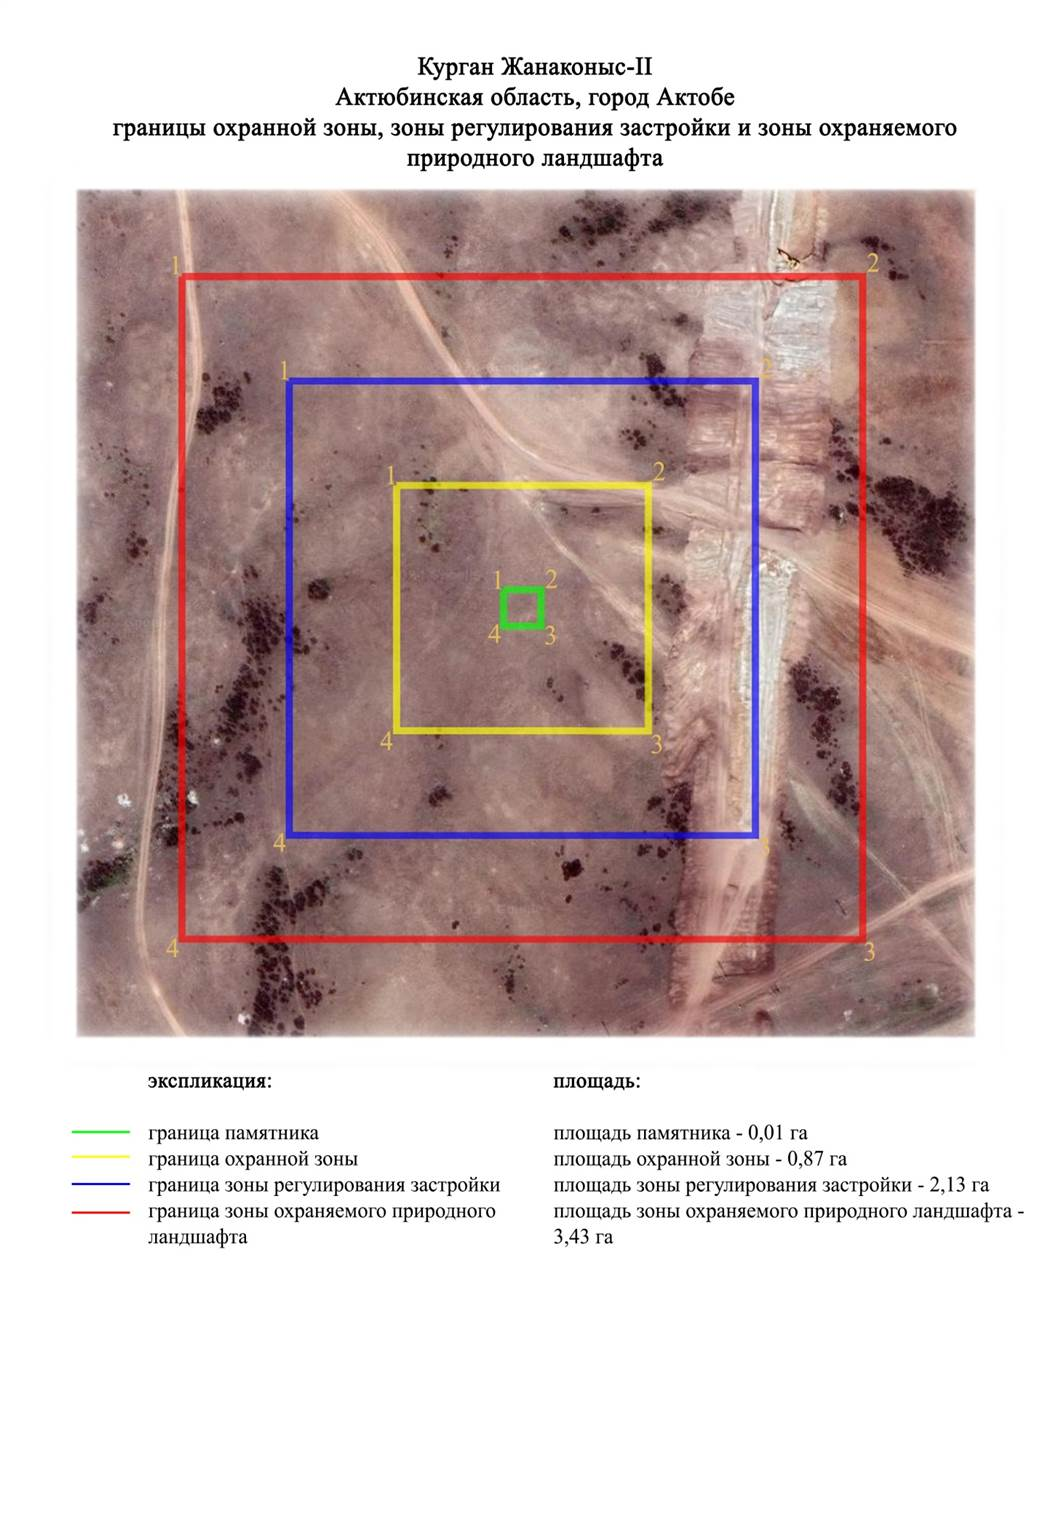 Курган Жанаконыс-II
Актюбинская область, город Актобе
границы охранной зоны, зоны регулирования застройки и зоны охраняемого
природного ландшафта
1
2
1
2
1
2
1
2
4
3
4
3
4
3
4
3
экспликация:
площадь:
граница памятника
площадь памятника - 0,01 га
граница охранной зоны
площадь охранной зоны - 0,87 га
граница зоны регулирования застройки
площадь зоны регулирования застройки - 2,13 га
граница зоны охраняемого природного
ландшафта
площадь зоны охраняемого природного ландшафта -
3,43 га